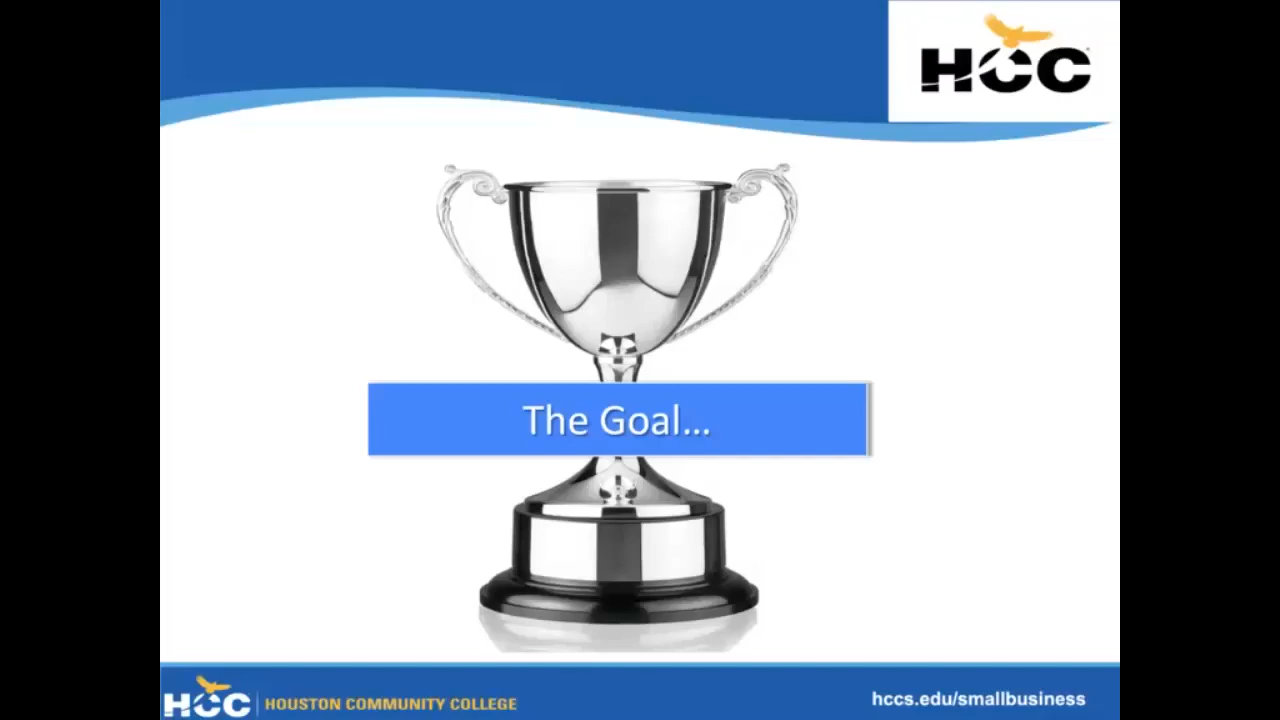 HCC
The Goal...
HCC HOUSTON COMMUNITY COLLEGE
hccs.edu/smallbusiness